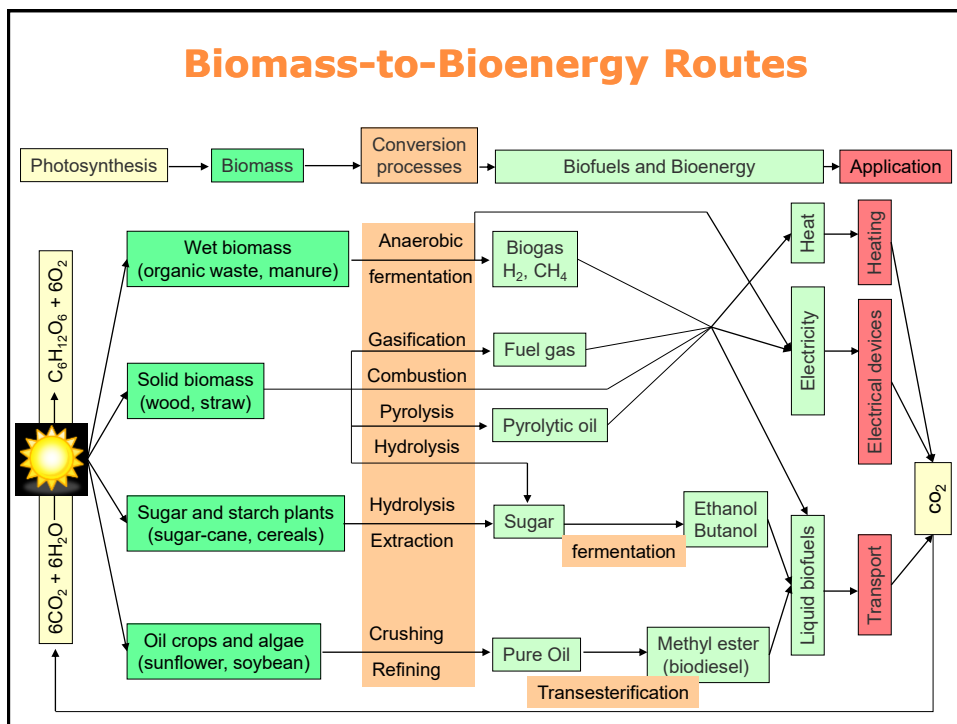 Biomass-to-Bioenergy Routes
Photosynthesis
Biomass
Conversion
processes
Biofuels and Bioenergy
Application
6CO₂ + 6H₂O
C₆H₁₂O₆ + 6O₂
Wet biomass
(organic waste, manure)
Anaerobic
fermentation
Biogas
H₂, CH₄
Heat
Heating
Solid biomass
(wood, straw)
Gasification
Combustion
Pyrolysis
Hydrolysis
Fuel gas
Pyrolytic oil
Electricity
Electrical devices
Sugar and starch plants
(sugar-cane, cereals)
Hydrolysis
Extraction
Sugar
fermentation
Ethanol
Butanol
Liquid biofuels
Transport
CO₂
Oil crops and algae
(sunflower, soybean)
Crushing
Refining
Pure Oil
Transesterification
Methyl ester
(biodiesel)